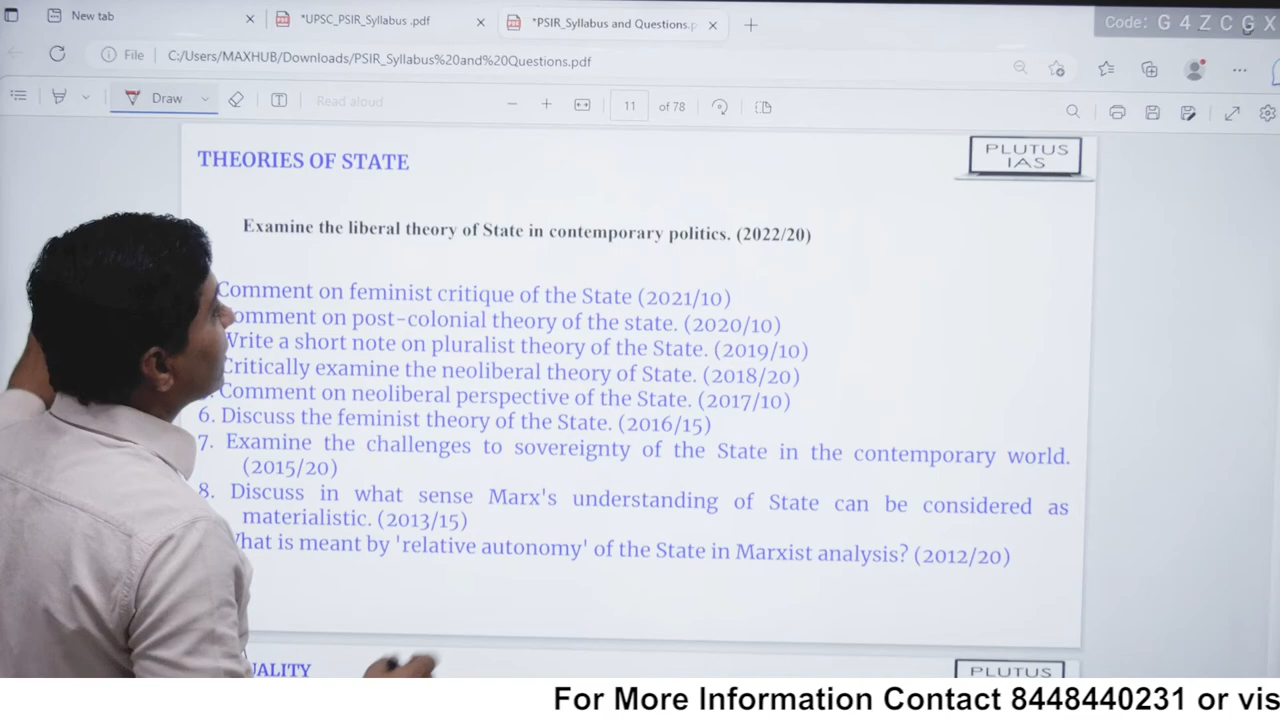 New tab
*UPSC_PSIR_Syllabus .pdf
*PSIR_Syllabus and Questions.p
Code: G 4 Z C G X
File
C:/Users/MAXHUB/Downloads/PSIR_Syllabus%20and%20Questions.pdf
Draw
Read aloud
11 of 78
THEORIES OF STATE
PLUTUS
IAS
Examine the liberal theory of State in contemporary politics. (2022/20)
Comment on feminist critique of the State (2021/10)
omment on post-colonial theory of the state. (2020/10)
Write a short note on pluralist theory of the State. (2019/10)
Critically examine the neoliberal theory of State. (2018/20)
Comment on neoliberal perspective of the State. (2017/10)
6. Discuss the feminist theory of the State. (2016/15)
7. Examine the challenges to sovereignty of the State in the contemporary world.
(2015/20)
8. Discuss in what sense Marx's understanding of State can be considered as
materialistic. (2013/15)
What is meant by 'relative autonomy' of the State in Marxist analysis? (2012/20)
UALITY
PLUTUS
For More Information Contact 8448440231 or vis